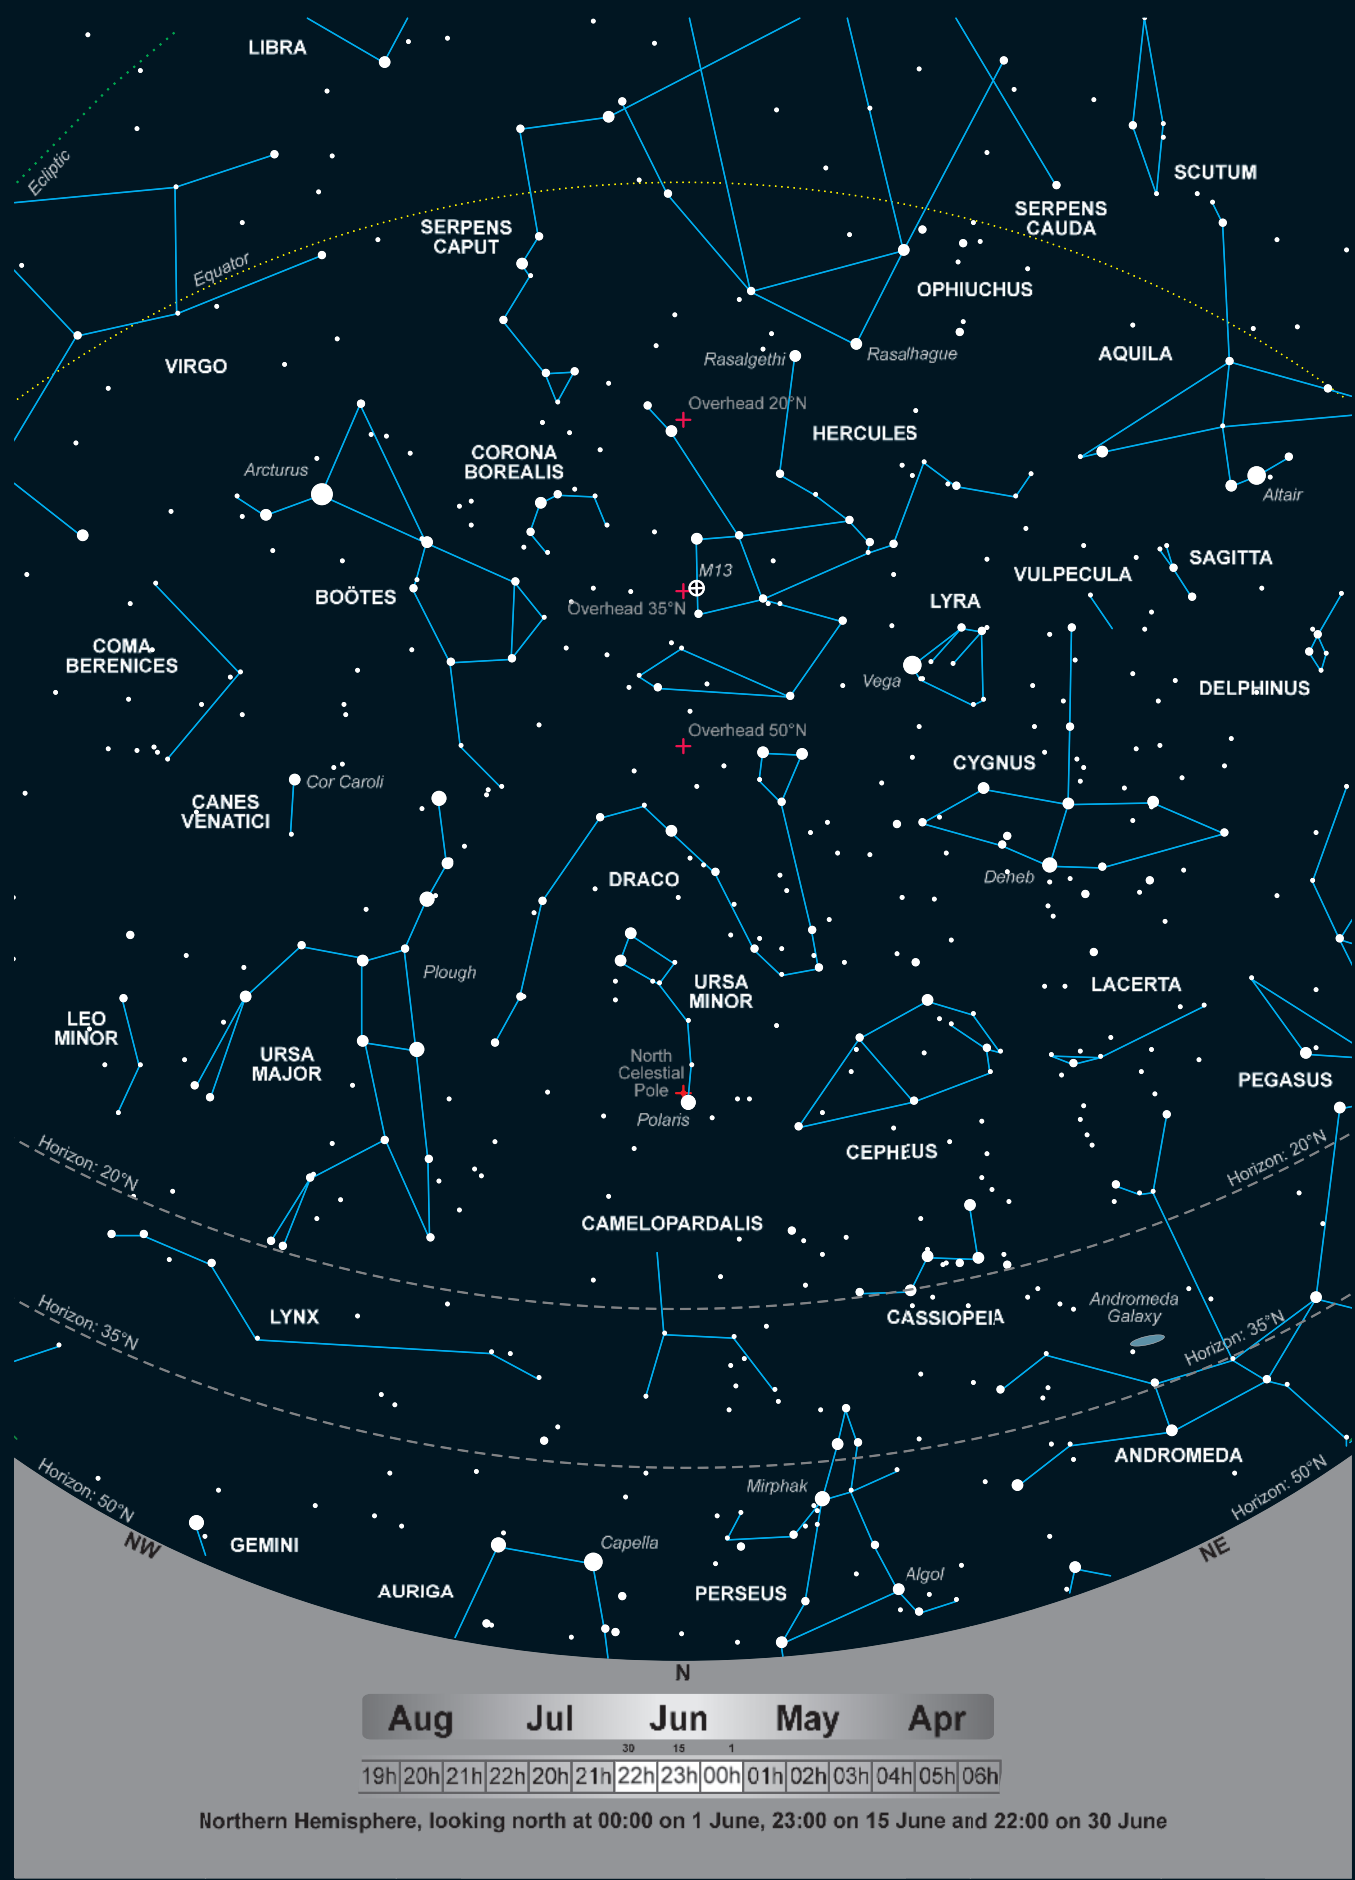 LIBRA
SCUTUM
Ecliptic
SERPENS
CAUDA
SERPENS
CAPUT
Equator
OPHIUCHUS
VIRGO
Rasalgethi
Rasalhague
AQUILA
Overhead 20°N
HERCULES
CORONA
BOREALIS
Arcturus
Altair
SAGITTA
M13
VULPECULA
BOÖTES
Overhead 35°N
LYRA
COMA
BERENICES
Vega
DELPHINUS
Overhead 50°N
CYGNUS
Cor Caroli
CANES
VENATICI
DRACO
Deneb
Plough
URSA
MINOR
LACERTA
LEO
MINOR
URSA
MAJOR
North
Celestial
Pole
PEGASUS
Polaris
CEPHEUS
Horizon: 20°N
Horizon: 20°N
CAMELOPARDALIS
LYNX
CASSIOPEIA
Andromeda
Galaxy
Horizon: 35°N
Horizon: 35°N
ANDROMEDA
Mirphak
Horizon: 50°N
Horizon: 50°N
NW
GEMINI
Capella
NE
AURIGA
PERSEUS
Algol
N
Aug Jul Jun May Apr
30 15 1
19h 20h 21h 22h 20h 21h 22h 23h 00h 01h 02h 03h 04h 05h 06h
Northern Hemisphere, looking north at 00:00 on 1 June, 23:00 on 15 June and 22:00 on 30 June